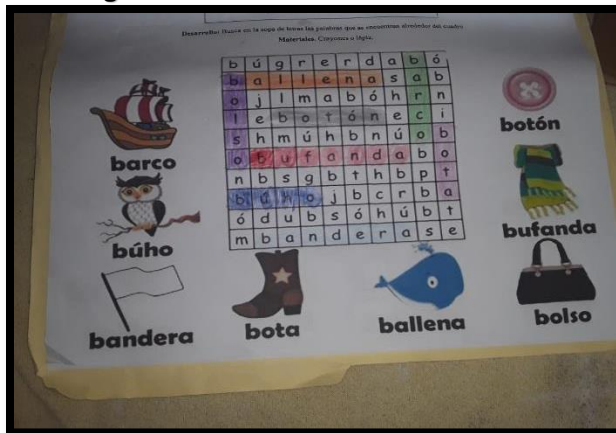 Desarrollo: Busca en la sopa de letras las palabras que se encuentran alrededor del cuadro
Materiales: Crayones o lápiz.
b ú g r e r d a b ó
b a l l e n a s a b
o j l m a b ó h r n
l e b o t ó n e c i
s h m ú h b n ú o b
o b u f a n d a b o
n b s g b t h b p t
b ú h o j b c r b a
ó d u b s ó h ú b t
m b a n d e r a s e
barco
botón
búho
bufanda
bandera
bota
ballena
bolso